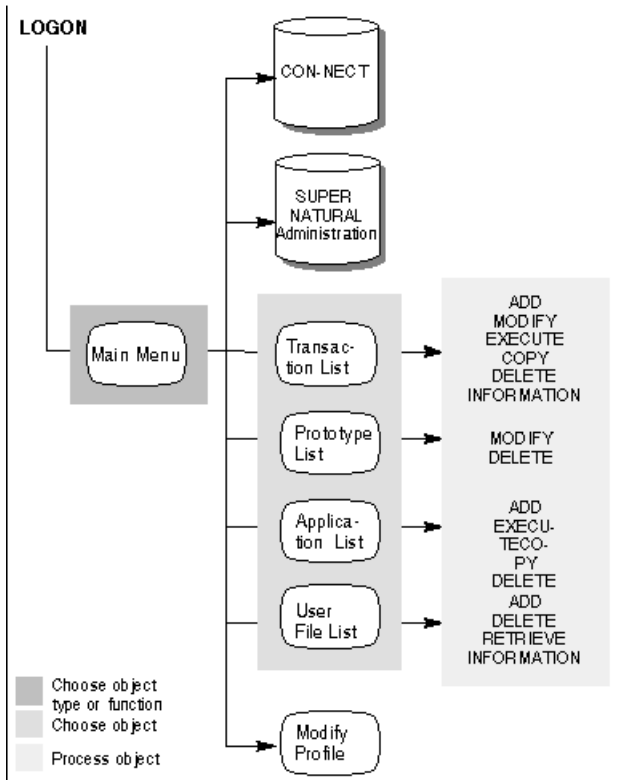 LOGON
CON-NECT
SUPER
NATURAL
Administration
Main Menu
Transac-
tion List
ADD
MODIFY
EXECUTE
COPY
DELETE
INFORMATION
Prototype
List
MODIFY
DELETE
Applica-
tion List
ADD
EXECU-
TECO-
PY
DELETE
User
File List
ADD
DELETE
RETRIEVE
INFORMATION
Modify
Profile
Choose object
type or function
Choose object
Process object